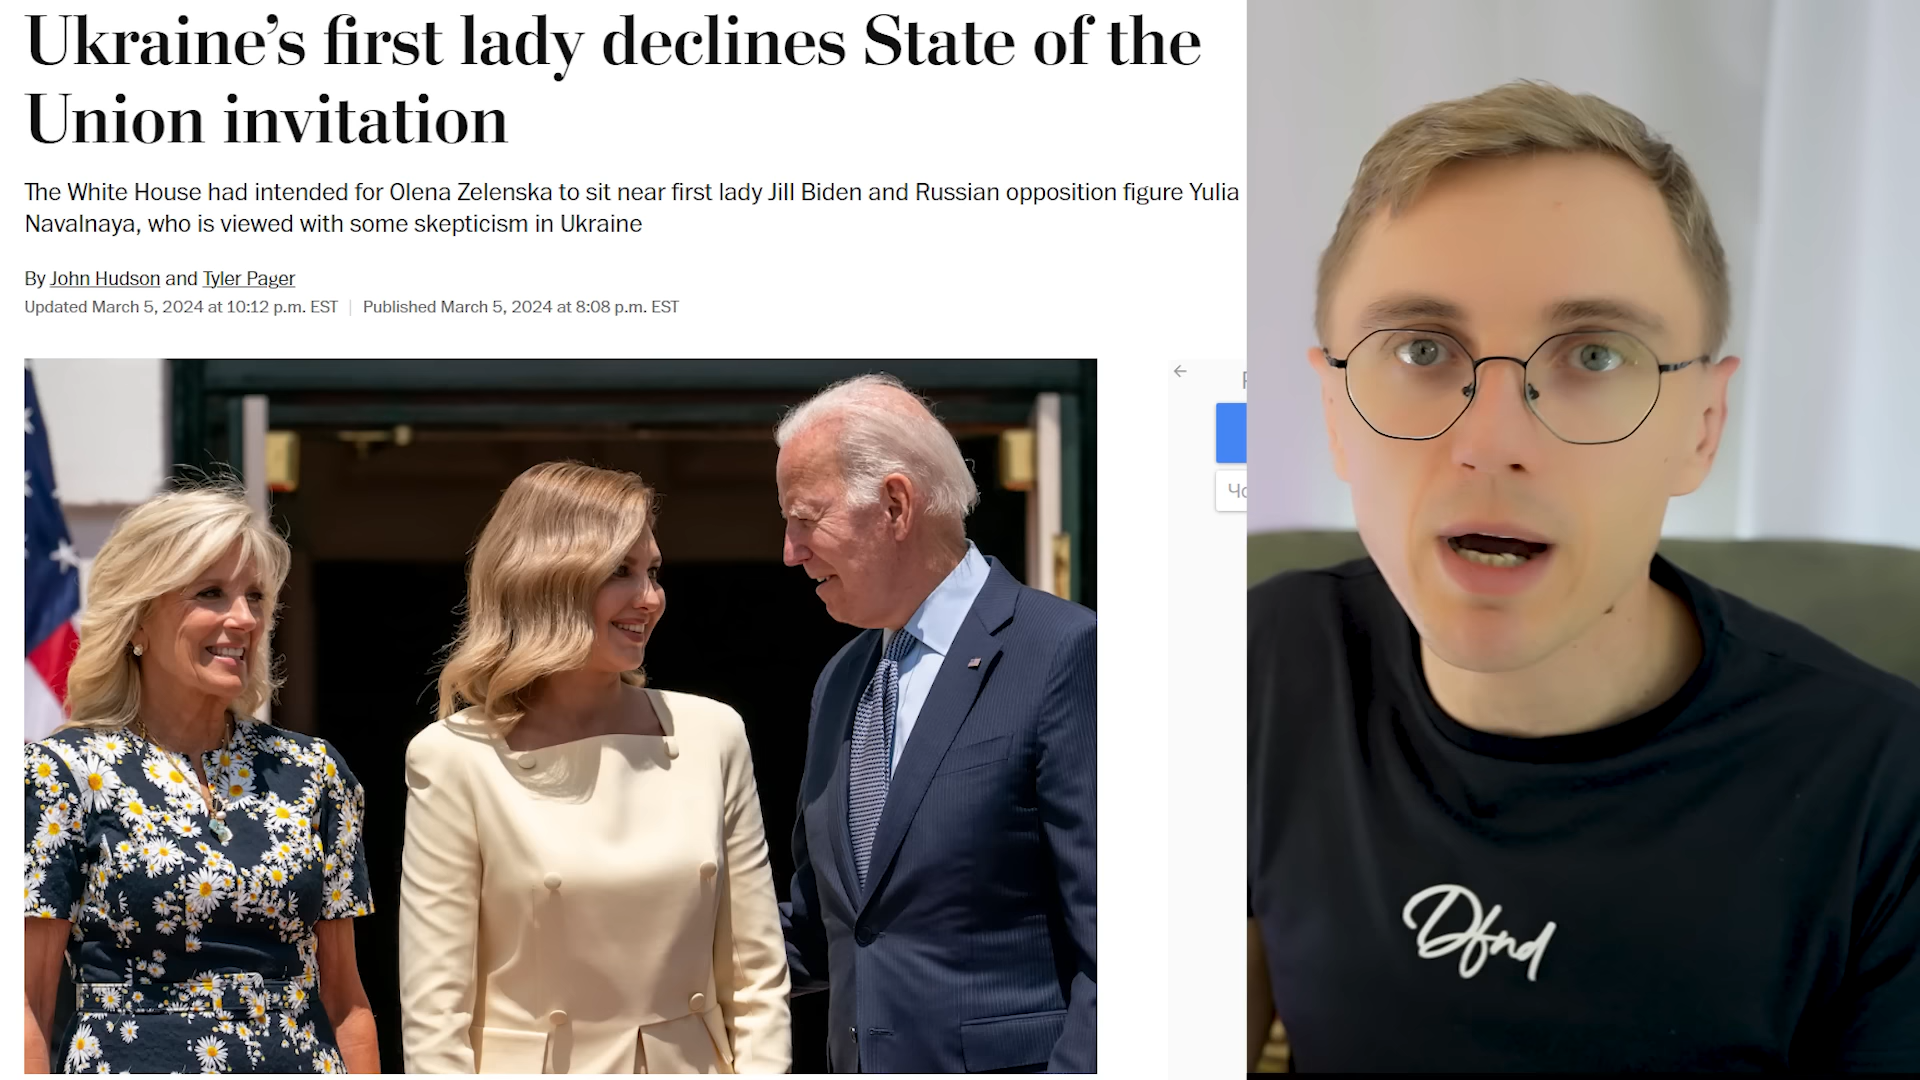 Ukraine’s first lady declines State of the
Union invitation
The White House had intended for Olena Zelenska to sit near first lady Jill Biden and Russian opposition figure Yulia
Navalnaya, who is viewed with some skepticism in Ukraine
By John Hudson and Tyler Pager
Updated March 5, 2024 at 10:12 p.m. EST | Published March 5, 2024 at 8:08 p.m. EST
Dfnd